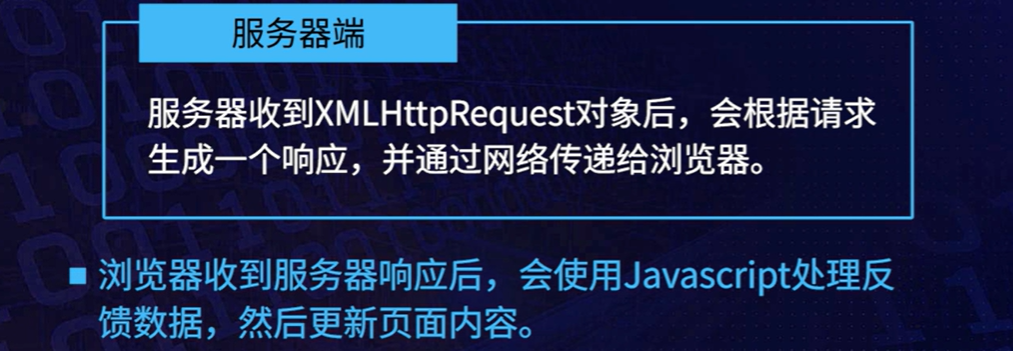 服务器端
服务器收到XMLHttpRequest对象后，会根据请求
生成一个响应，并通过网络传递给浏览器。
■ 浏览器收到服务器响应后，会使用Javascript处理反
馈数据，然后更新页面内容。